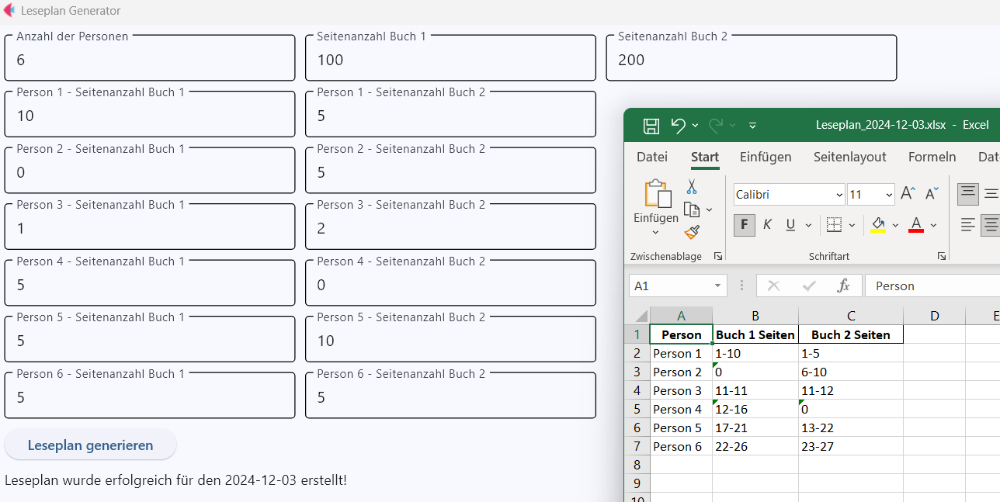 Leseplan Generator
Anzahl der Personen
6
Seitenanzahl Buch 1
100
Seitenanzahl Buch 2
200
Person 1 - Seitenanzahl Buch 1
10
Person 1 - Seitenanzahl Buch 2
5
Person 2 - Seitenanzahl Buch 1
0
Person 2 - Seitenanzahl Buch 2
5
Person 3 - Seitenanzahl Buch 1
1
Person 3 - Seitenanzahl Buch 2
2
Person 4 - Seitenanzahl Buch 1
5
Person 4 - Seitenanzahl Buch 2
0
Person 5 - Seitenanzahl Buch 1
5
Person 5 - Seitenanzahl Buch 2
10
Person 6 - Seitenanzahl Buch 1
5
Person 6 - Seitenanzahl Buch 2
5
Leseplan generieren
Leseplan wurde erfolgreich für den 2024-12-03 erstellt!
Leseplan_2024-12-03.xlsx - Excel
Datei Start Einfügen Seitenlayout Formeln Dat
Einfügen
Calibri 11 A A
F K U A
Zwischenablage Schriftart
A1 fx Person
A B C D E
1 Person Buch 1 Seiten Buch 2 Seiten
2 Person 1 1-10 1-5
3 Person 2 0 6-10
4 Person 3 11-11 11-12
5 Person 4 12-16 0
6 Person 5 17-21 13-22
7 Person 6 22-26 23-27
8
9
10